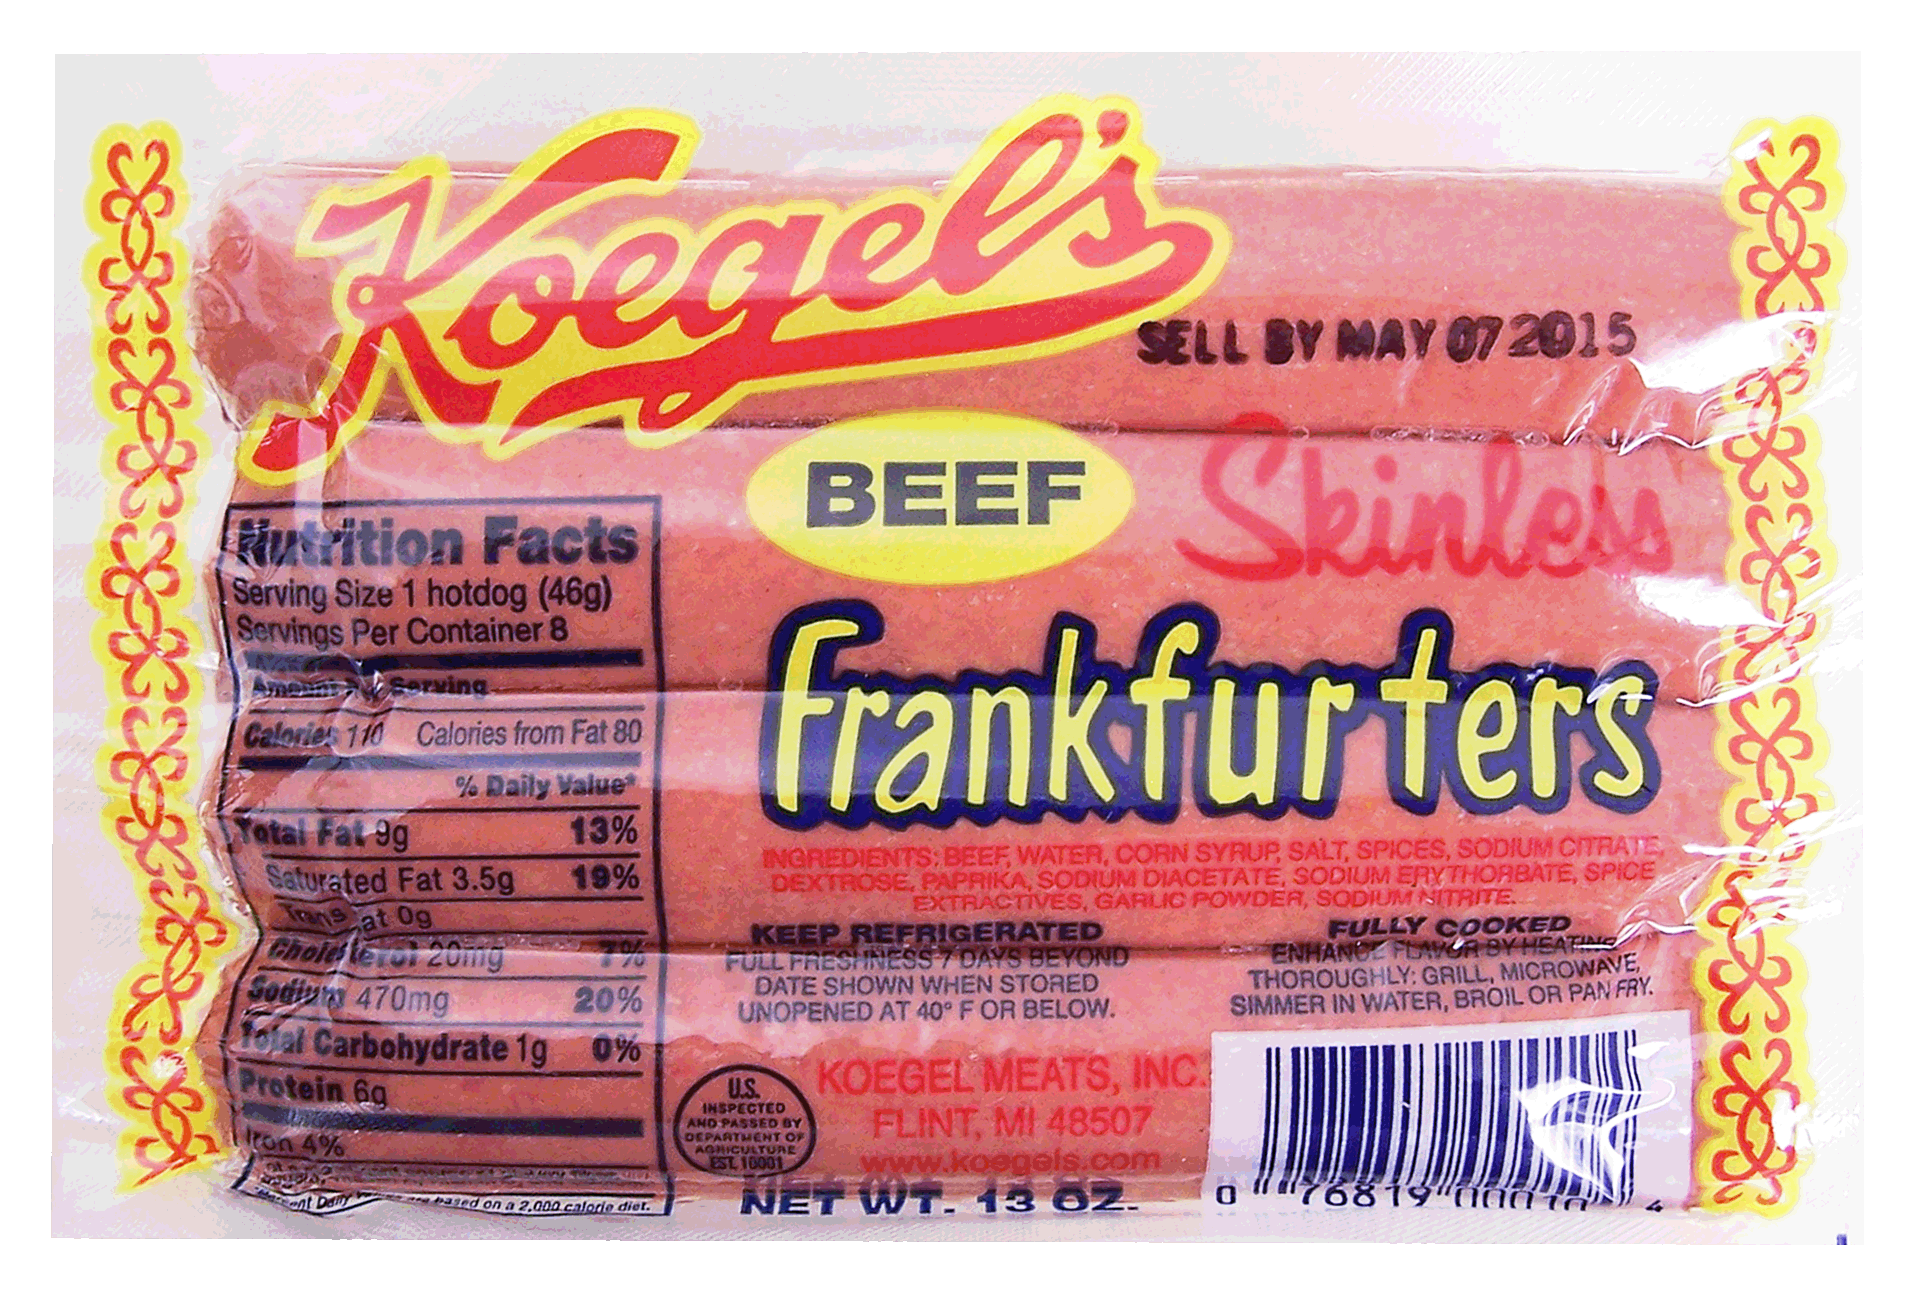 Koegel's
SELL BY MAY 07 2015
BEEF
Skinless
Frankfurters
Nutrition Facts
Serving Size 1 hotdog (46g)
Servings Per Container 8
Amount Per Serving
Calories 110 Calories from Fat 80
% Daily Value*
Total Fat 9g 13%
Saturated Fat 3.5g 19%
Trans Fat 0g
Cholesterol 20mg 7%
Sodium 470mg 20%
Total Carbohydrate 1g 0%
Protein 6g
Iron 4%
Percent Daily based on a 2,000 calorie diet.
INGREDIENTS: BEEF, WATER, CORN SYRUP, SALT, SPICES, SODIUM CITRATE,
DEXTROSE, PAPRIKA, SODIUM DIACETATE, SODIUM ERYTHORBATE, SPICE
EXTRACTIVES, GARLIC POWDER, SODIUM NITRITE.
KEEP REFRIGERATED
FULL FRESHNESS 7 DAYS BEYOND
DATE SHOWN WHEN STORED
UNOPENED AT 40° F OR BELOW.
FULLY COOKED
ENHANCE FLAVOR BY HEATING
THOROUGHLY: GRILL, MICROWAVE,
SIMMER IN WATER, BROIL OR PAN FRY.
U.S.
INSPECTED
AND PASSED BY
DEPARTMENT OF
AGRICULTURE
EST. 10001
KOEGEL MEATS, INC.
FLINT, MI 48507
www.koegels.com
NET WT. 13 OZ.
0 76819 00010 4